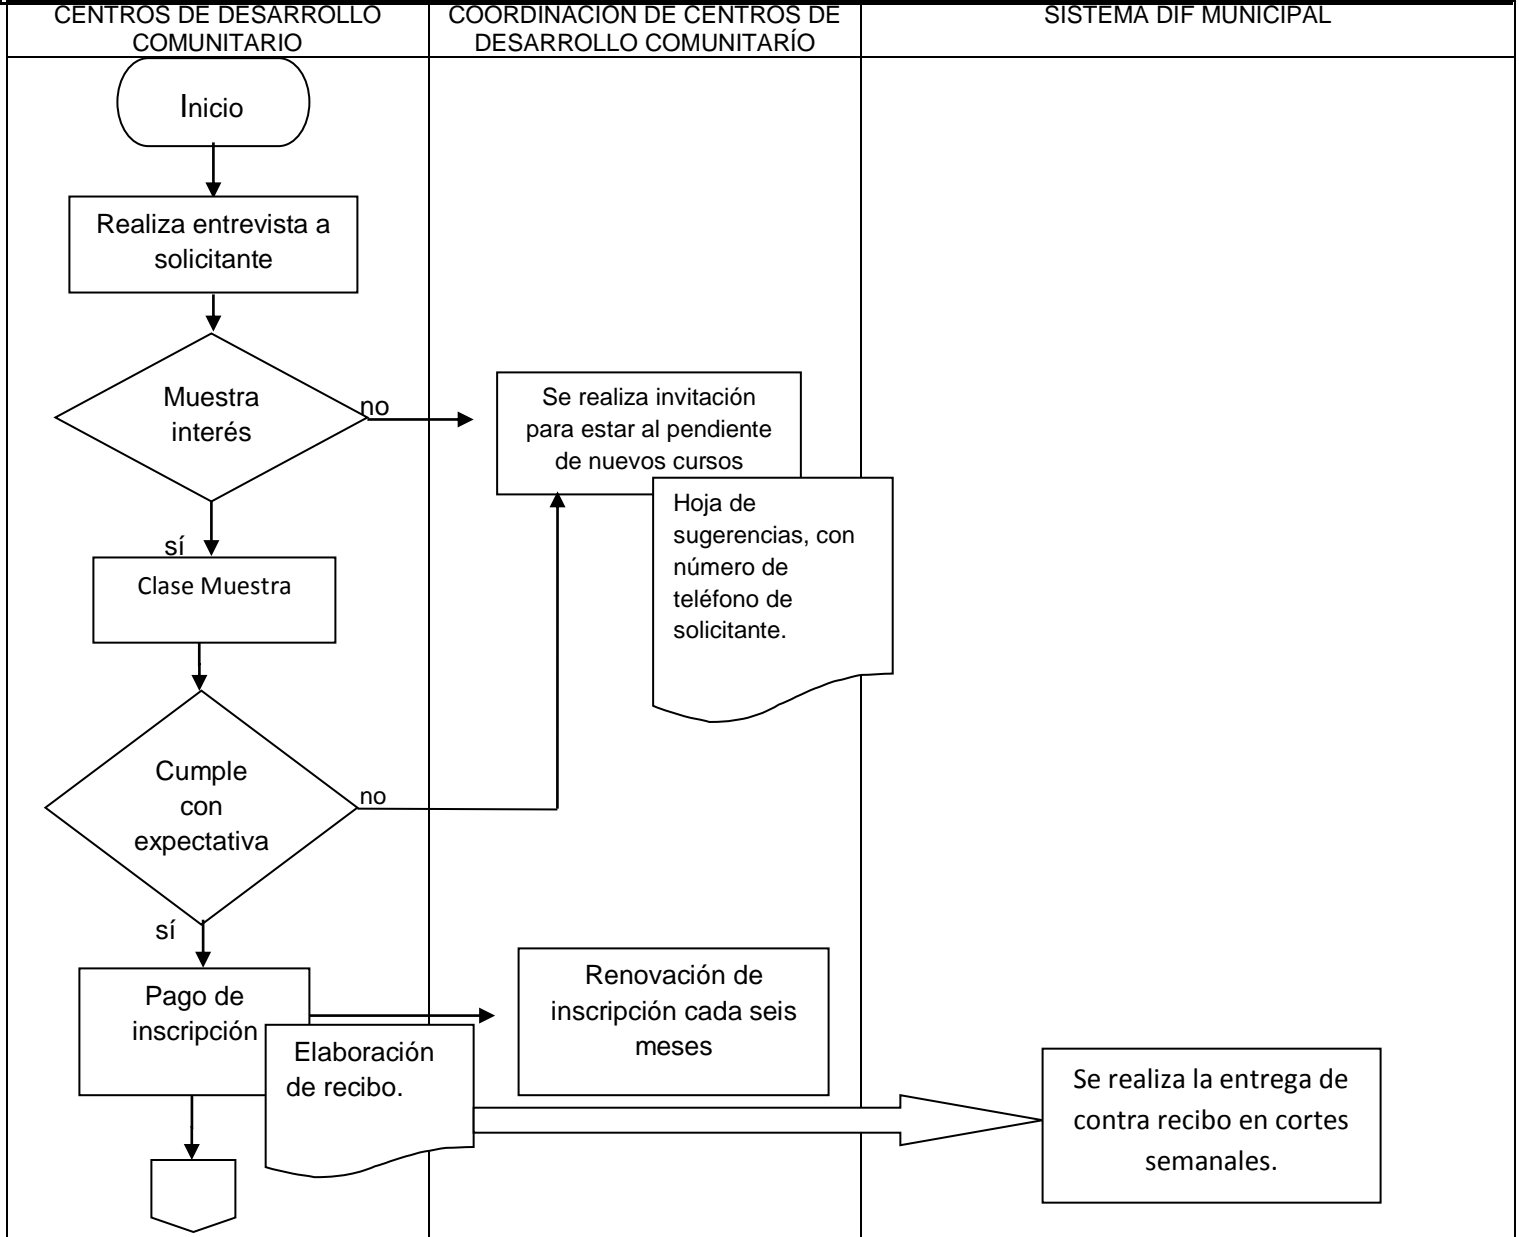 CENTROS DE DESARROLLO
COMUNITARIO
COORDINACIÓN DE CENTROS DE
DESARROLLO COMUNITARÍO
SISTEMA DIF MUNICIPAL
Inicio
Realiza entrevista a
solicitante
Muestra
interés
no
Se realiza invitación
para estar al pendiente
de nuevos cursos
Hoja de
sugerencias, con
número de
teléfono de
solicitante.
sí
Clase Muestra
Cumple
con
expectativa
no
sí
Pago de
inscripción
Elaboración
de recibo.
Renovación de
inscripción cada seis
meses
Se realiza la entrega de
contra recibo en cortes
semanales.